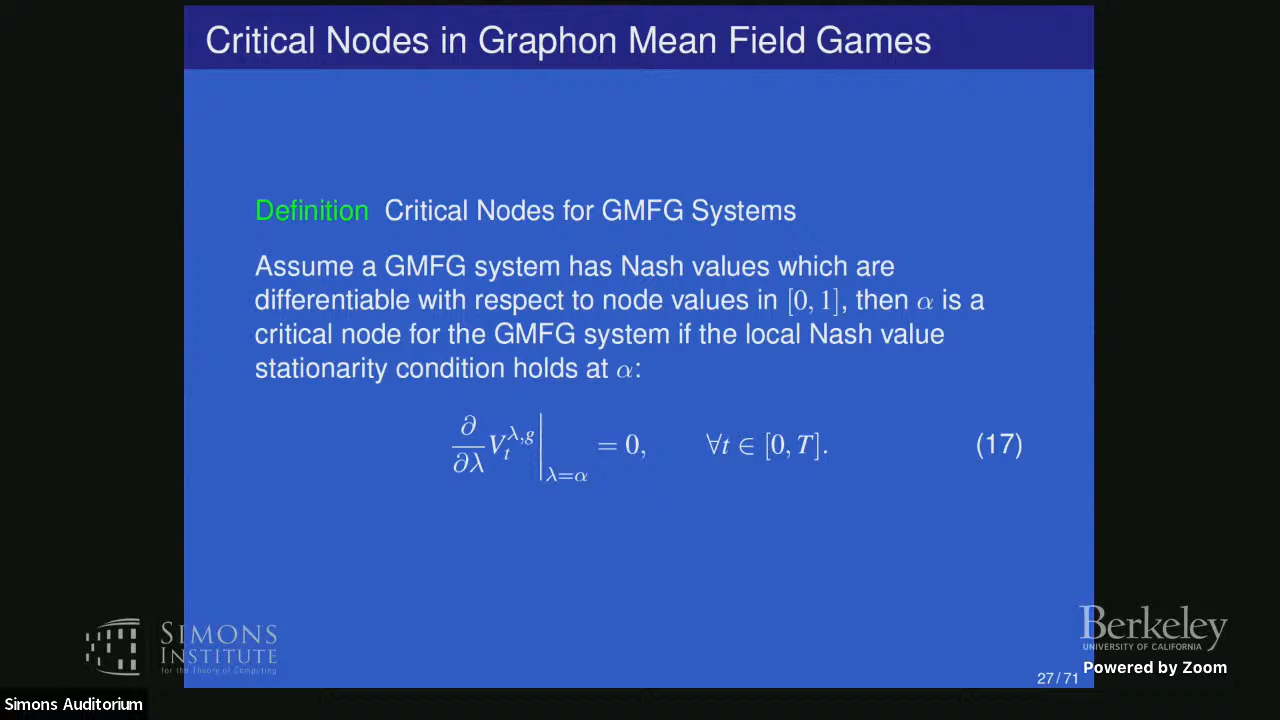 Critical Nodes in Graphon Mean Field Games
Definition Critical Nodes for GMFG Systems
Assume a GMFG system has Nash values which are
differentiable with respect to node values in [0, 1], then α is a
critical node for the GMFG system if the local Nash value
stationarity condition holds at α:
∂/∂λ V_t^{λ,g} |_{λ=α} = 0, ∀t ∈ [0, T]. (17)
SIMONS
INSTITUTE
for the Theory of Computing
Berkeley
UNIVERSITY OF CALIFORNIA
Powered by Zoom
27 / 71
Simons Auditorium